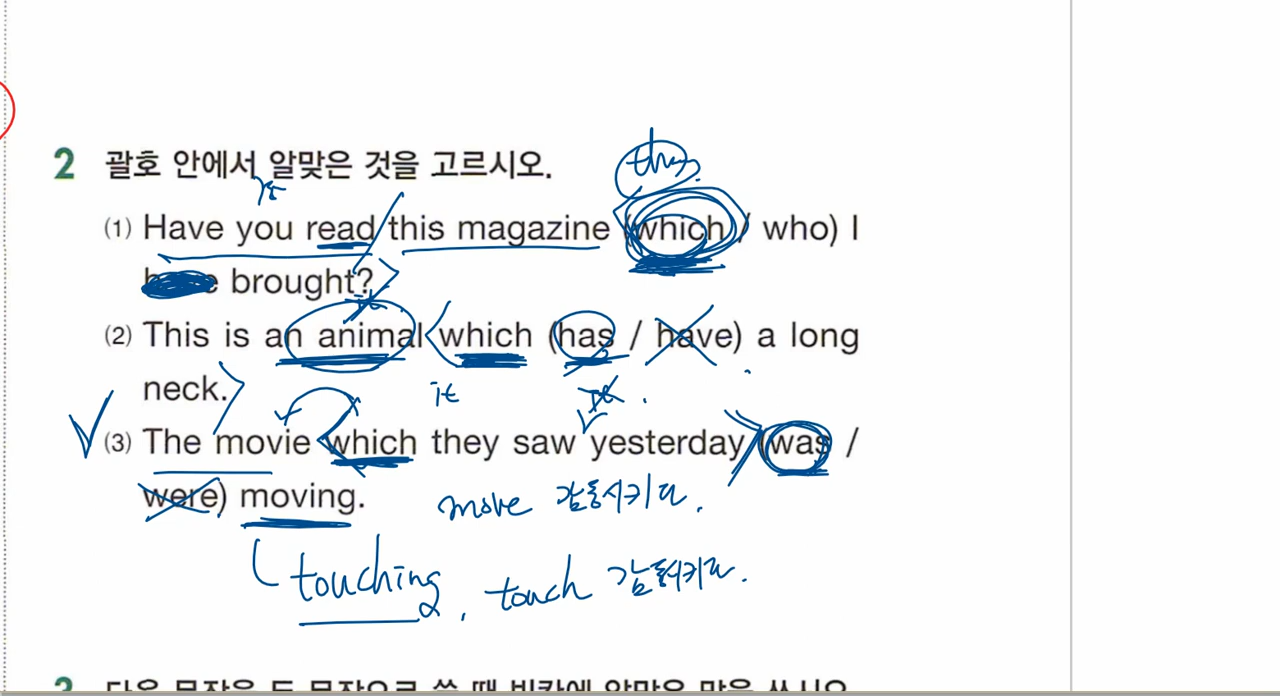 2 괄호 안에서 알맞은 것을 고르시오.
(1) Have you read this magazine (which / who) I
brought?
(2) This is an animal which (has / have) a long
neck.
it
(3) The movie which they saw yesterday (was /
were) moving.
move 감동시키다.
touching, touch 감동시키다.